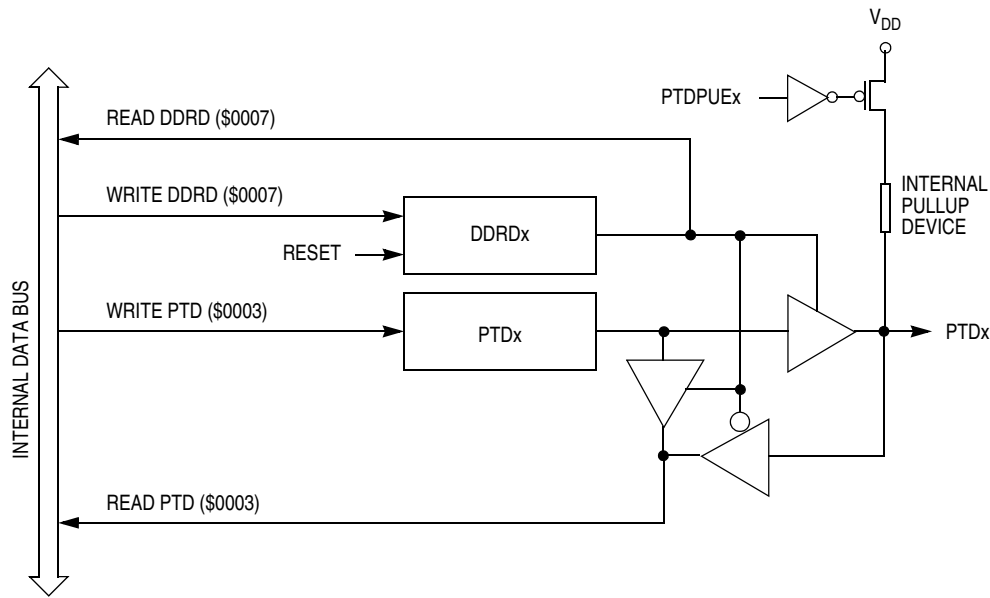 VDD
PTDPUEx
READ DDRD ($0007)
WRITE DDRD ($0007)
INTERNAL
PULLUP
DEVICE
DDRDx
RESET
WRITE PTD ($0003)
PTDx
PTDx
INTERNAL DATA BUS
READ PTD ($0003)